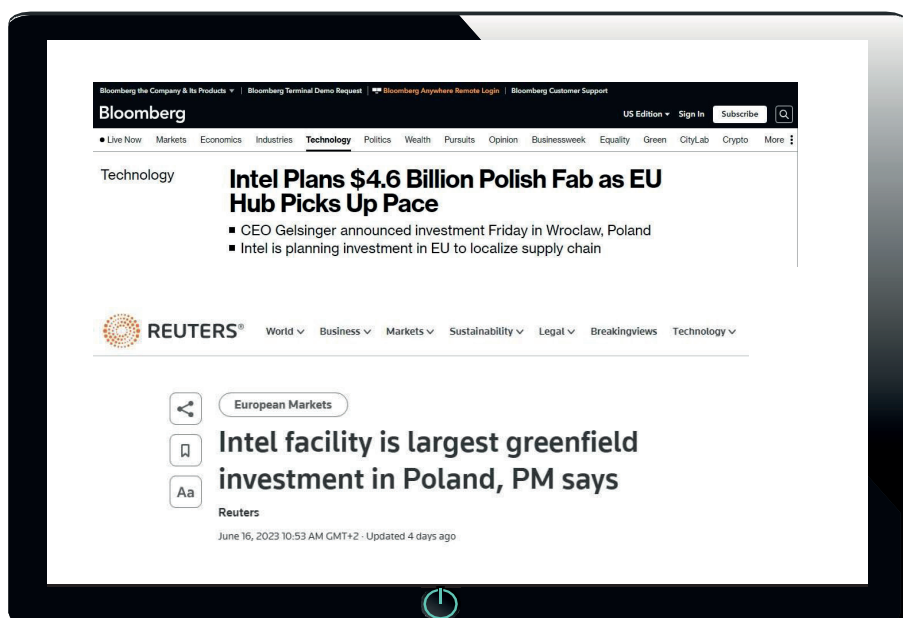 Bloomberg the Company & Its Products ▾ | Bloomberg Terminal Demo Request | Bloomberg Anywhere Remote Login | Bloomberg Customer Support
Bloomberg
US Edition ▾ Sign In Subscribe
• Live Now Markets Economics Industries Technology Politics Wealth Pursuits Opinion Businessweek Equality Green CityLab Crypto More
Technology
Intel Plans $4.6 Billion Polish Fab as EU
Hub Picks Up Pace
■ CEO Gelsinger announced investment Friday in Wroclaw, Poland
■ Intel is planning investment in EU to localize supply chain
REUTERS® World Business Markets Sustainability Legal Breakingviews Technology
European Markets
Intel facility is largest greenfield
investment in Poland, PM says
Aa
Reuters
June 16, 2023 10:53 AM GMT+2 · Updated 4 days ago